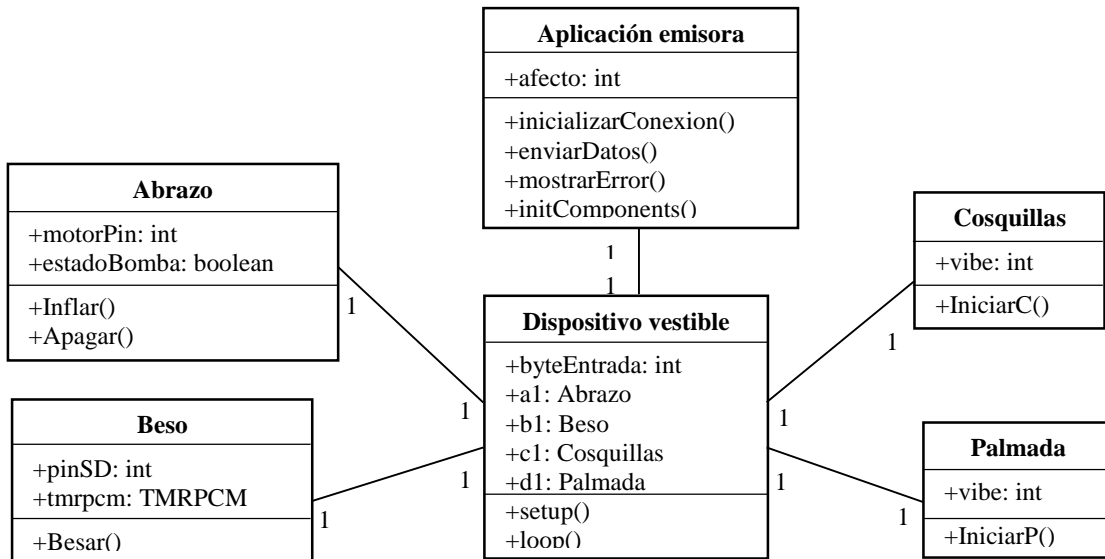 Aplicación emisora
+afecto: int
+inicializarConexion()
+enviarDatos()
+mostrarError()
+initComponents()
1
1
Abrazo
+motorPin: int
+estadoBomba: boolean
+Inflar()
+Apagar()
1
1
Beso
+pinSD: int
+tmrpcm: TMRPCM
+Besar()
1
1
Dispositivo vestible
+byteEntrada: int
+a1: Abrazo
+b1: Beso
+c1: Cosquillas
+d1: Palmada
+setup()
+loop()
Cosquillas
+vibe: int
+IniciarC()
1
1
Palmada
+vibe: int
+IniciarP()
1
1